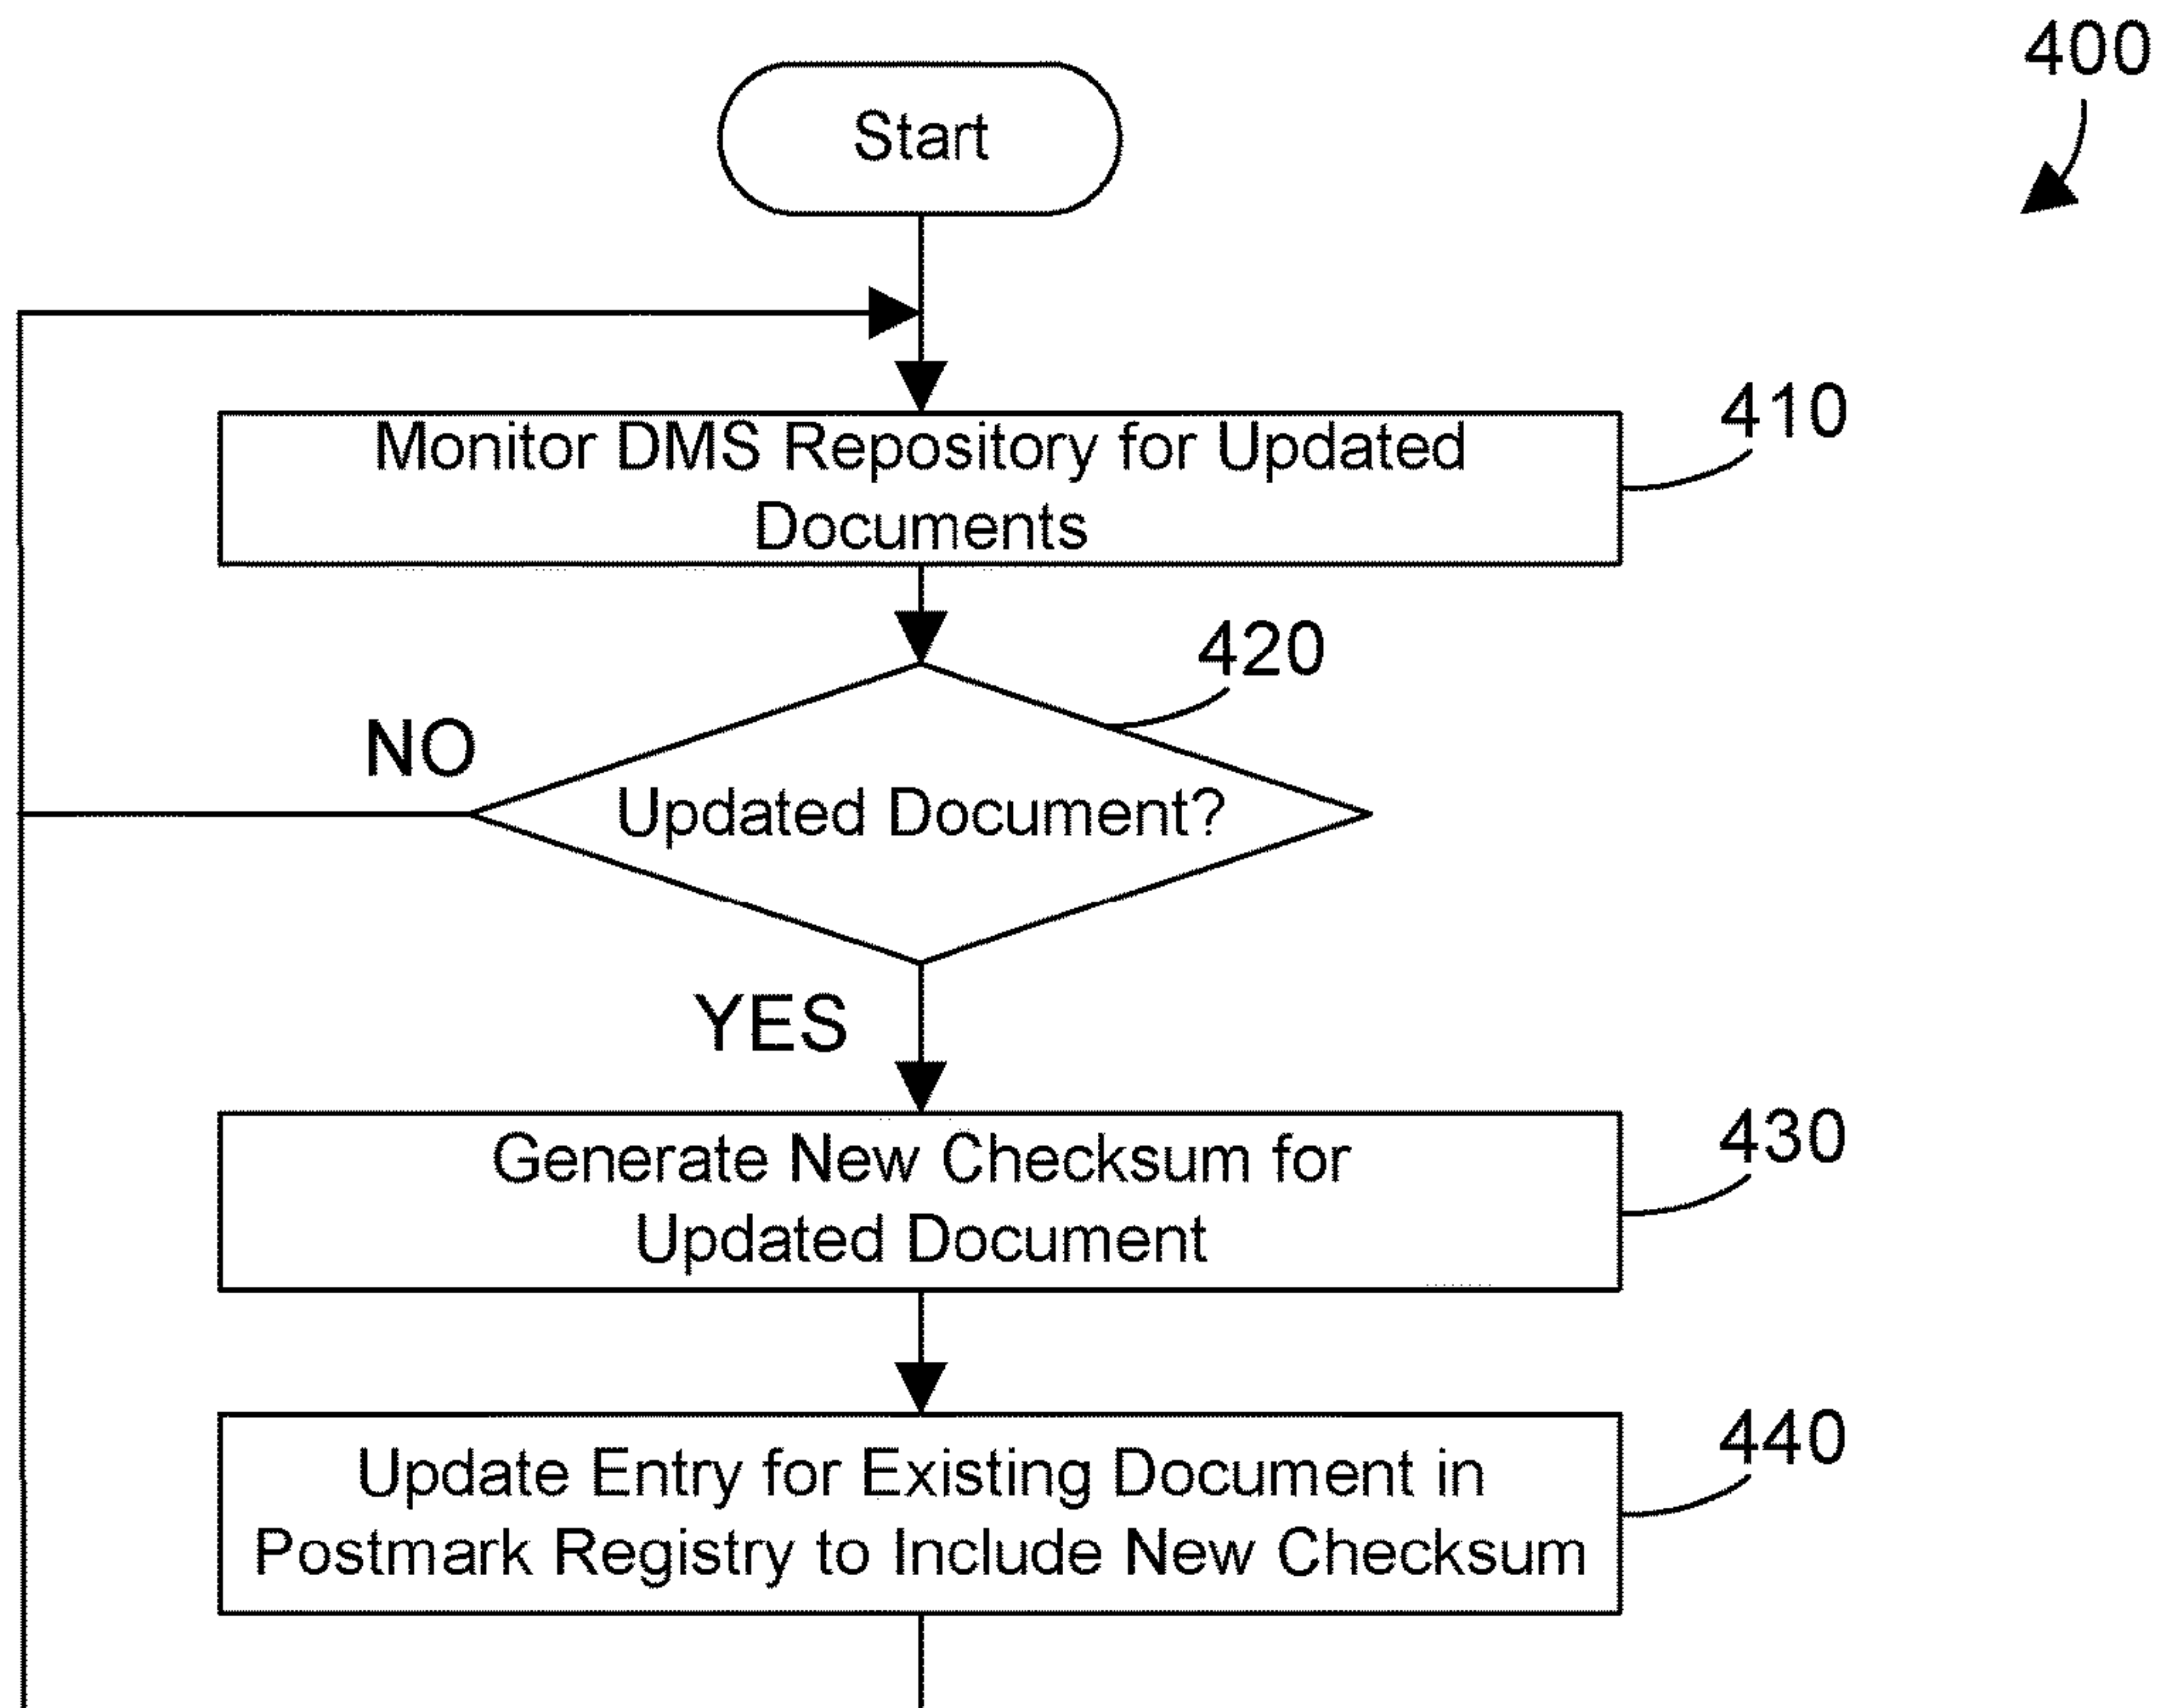 400
Start
410
Monitor DMS Repository for Updated
Documents
420
NO
Updated Document?
YES
430
Generate New Checksum for
Updated Document
440
Update Entry for Existing Document in
Postmark Registry to Include New Checksum